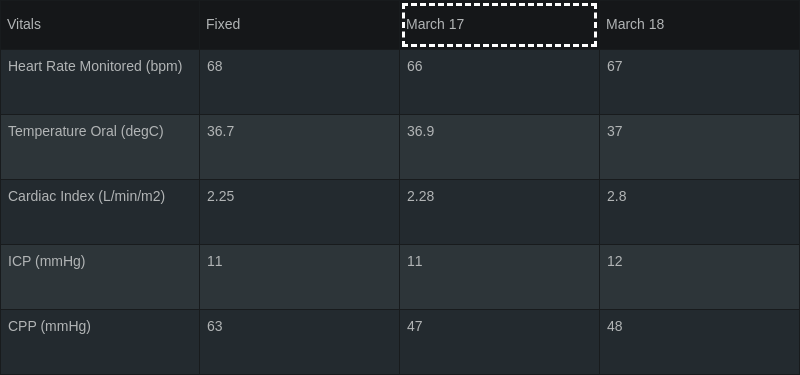 Vitals Fixed March 17 March 18
Heart Rate Monitored (bpm) 68 66 67
Temperature Oral (degC) 36.7 36.9 37
Cardiac Index (L/min/m2) 2.25 2.28 2.8
ICP (mmHg) 11 11 12
CPP (mmHg) 63 47 48